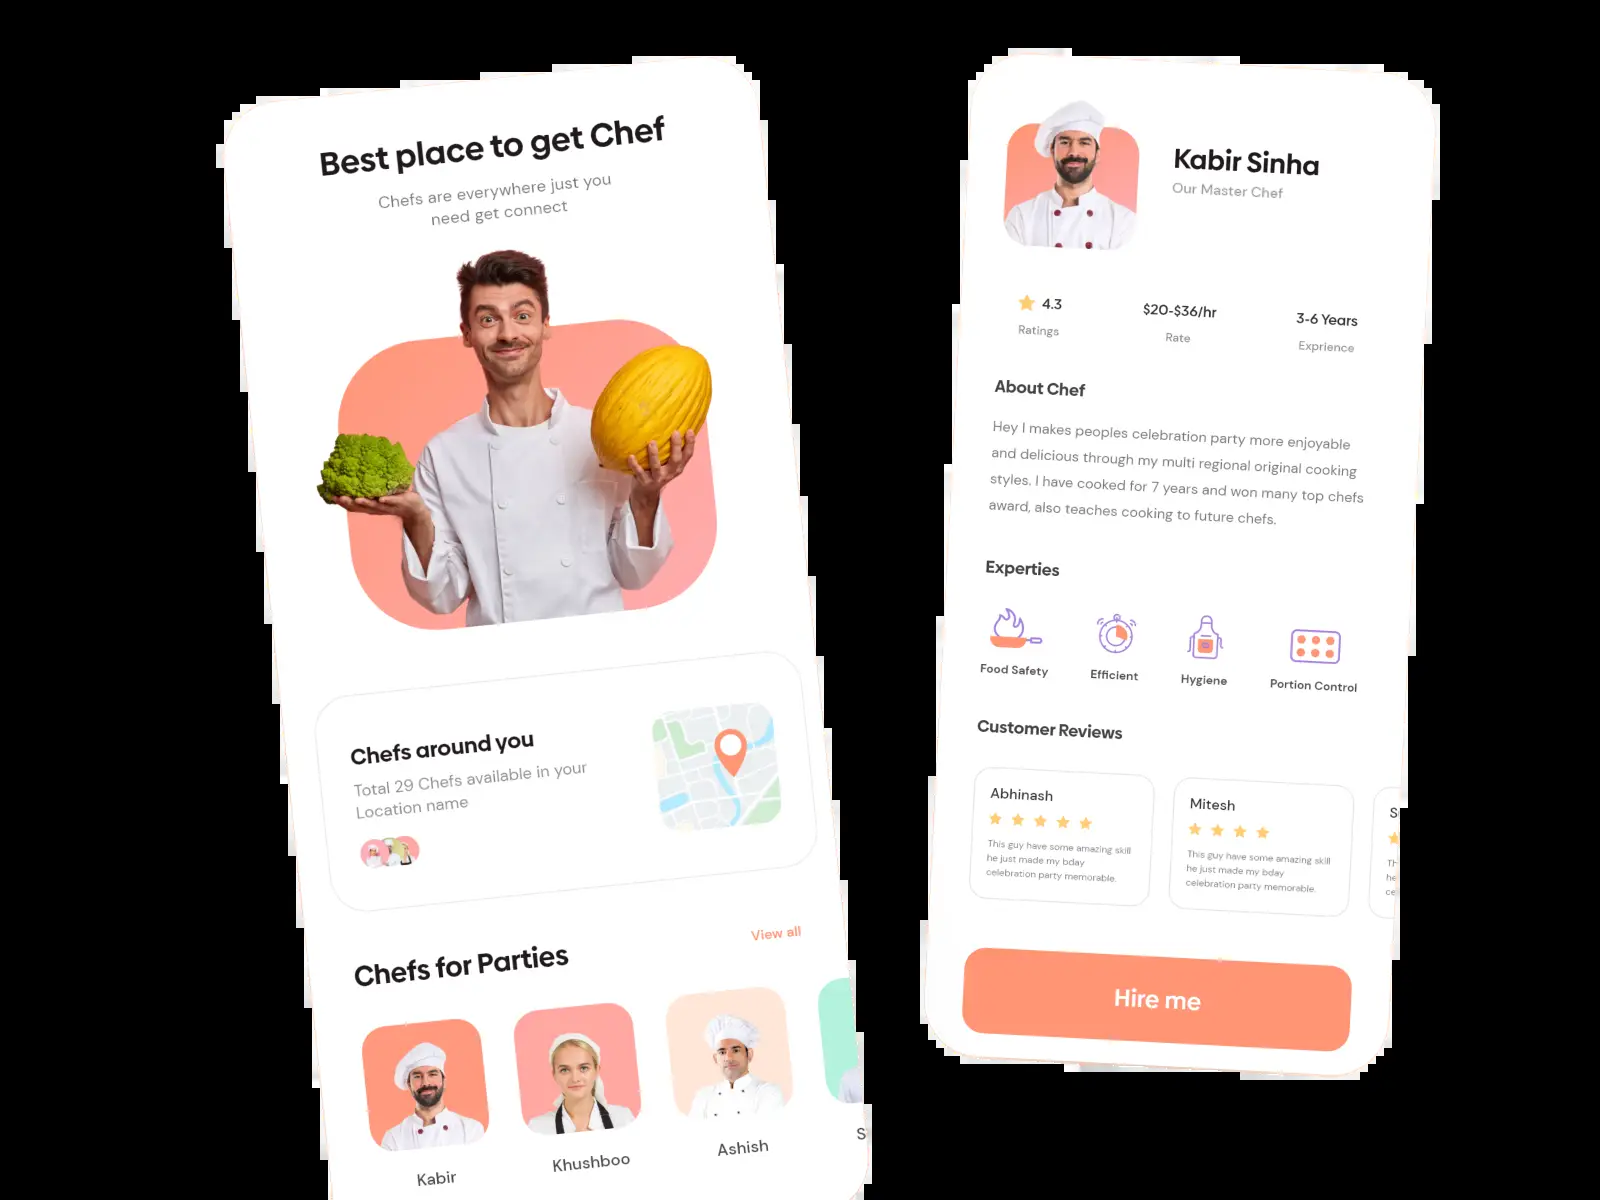 Best place to get Chef
Chefs are everywhere just you
need get connect
Chefs around you
Total 29 Chefs available in your
Location name
Chefs for Parties
View all
Kabir
Khushboo
Ashish
S
Kabir Sinha
Our Master Chef
4.3
Ratings
$20-$36/hr
Rate
3-6 Years
Exprience
About Chef
Hey I makes peoples celebration party more enjoyable
and delicious through my multi regional original cooking
styles. I have cooked for 7 years and won many top chefs
award, also teaches cooking to future chefs.
Experties
Food Safety
Efficient
Hygiene
Portion Control
Customer Reviews
Abhinash
This guy have some amazing skill
he just made my bday
celebration party memorable.
Mitesh
This guy have some amazing skill
he just made my bday
celebration party memorable.
S
Th
he
ce
Hire me